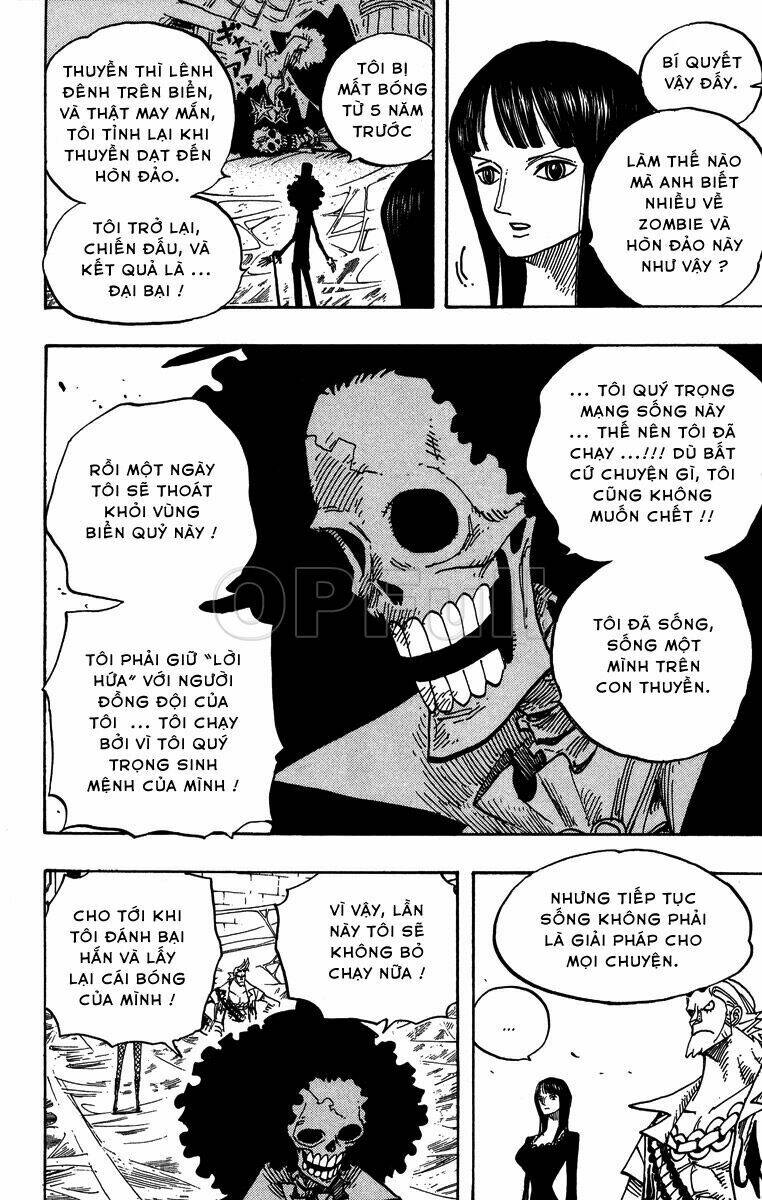 BÍ QUYẾT
VẬY ĐẤY.
LÀM THẾ NÀO
MÀ ANH BIẾT
NHIỀU VỀ
ZOMBIE VÀ
HÒN ĐẢO NÀY
NHƯ VẬY ?
TÔI BỊ
MẤT BÓNG
TỪ 5 NĂM
TRƯỚC
THUYỀN THÌ LÊNH
ĐÊNH TRÊN BIỂN,
VÀ THẬT MAY MẮN,
TÔI TỈNH LẠI KHI
THUYỀN DẠT ĐẾN
HÒN ĐẢO.
TÔI TRỞ LẠI,
CHIẾN ĐẤU, VÀ
KẾT QUẢ LÀ ...
ĐẠI BẠI !
... TÔI QUÝ TRỌNG
MẠNG SỐNG NÀY
... THẾ NÊN TÔI ĐÃ
CHẠY ...!!! DÙ BẤT
CỨ CHUYỆN GÌ, TÔI
CŨNG KHÔNG
MUỐN CHẾT !!
TÔI ĐÃ SỐNG,
SỐNG MỘT
MÌNH TRÊN
CON THUYỀN.
RỒI MỘT NGÀY
TÔI SẼ THOÁT
KHỎI VÙNG
BIỂN QUỶ NÀY !
TÔI PHẢI GIỮ “LỜI
HỨA” VỚI NGƯỜI
ĐỒNG ĐỘI CỦA
TÔI ... TÔI CHẠY
BỞI VÌ TÔI QUÝ
TRỌNG SINH
MỆNH CỦA MÌNH !
OPFul
NHƯNG TIẾP TỤC
SỐNG KHÔNG PHẢI
LÀ GIẢI PHÁP CHO
MỌI CHUYỆN.
...
VÌ VẬY, LẦN
NÀY TÔI SẼ
KHÔNG BỎ
CHẠY NỮA !
CHO TỚI KHI
TÔI ĐÁNH BẠI
HẮN VÀ LẤY
LẠI CÁI BÓNG
CỦA MÌNH !